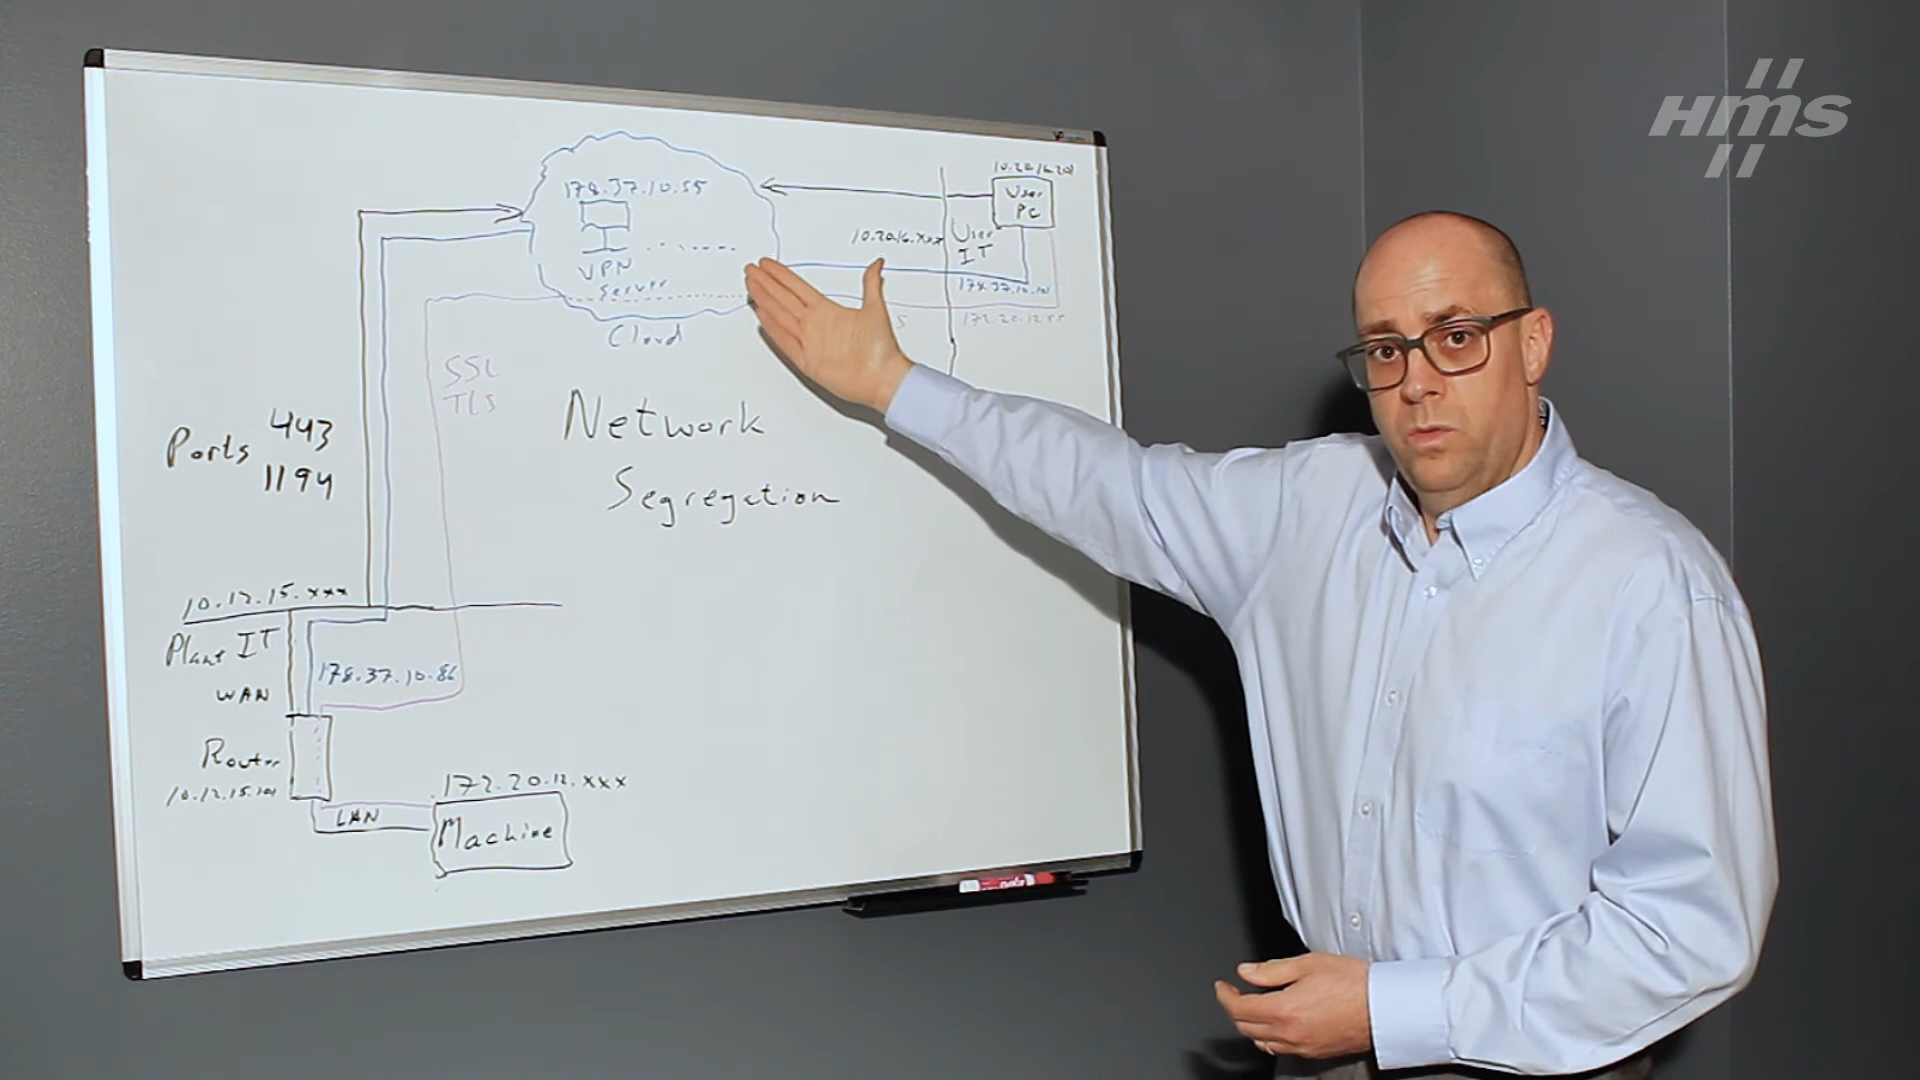 HMS
178.37.10.55
VPN
Server
Cloud
10.20.16.201
User
PC
10.20.16.xxx
User
IT
178.37.10.101
172.20.12.55
SSL
TLS
Ports 443
1194
Network
Segregation
10.12.15.xxx
Plant IT
WAN
178.37.10.86
Router
10.12.15.101
LAN
172.20.12.xxx
Machine